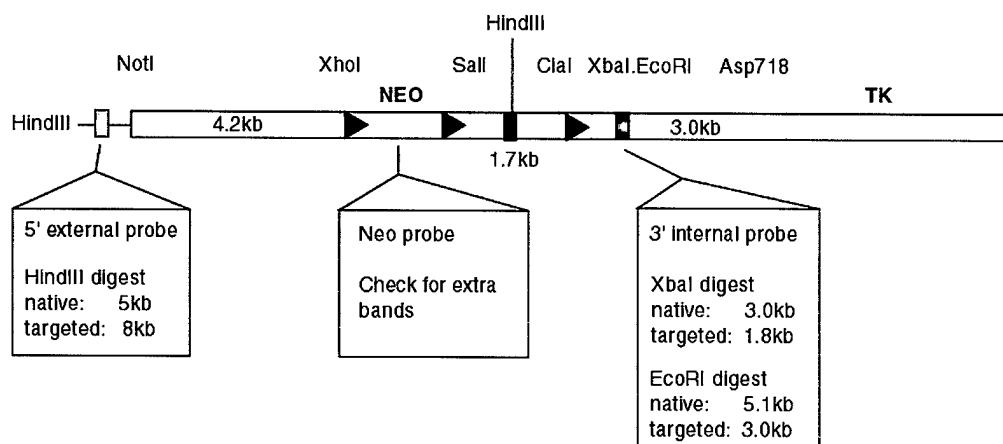 HindIII
NotI XhoI SalI ClaI XbaI.EcoRI Asp718
NEO TK
HindIII 4.2kb 3.0kb
1.7kb
5' external probe
HindIII digest
native: 5kb
targeted: 8kb
Neo probe
Check for extra
bands
3' internal probe
XbaI digest
native: 3.0kb
targeted: 1.8kb
EcoRI digest
native: 5.1kb
targeted: 3.0kb